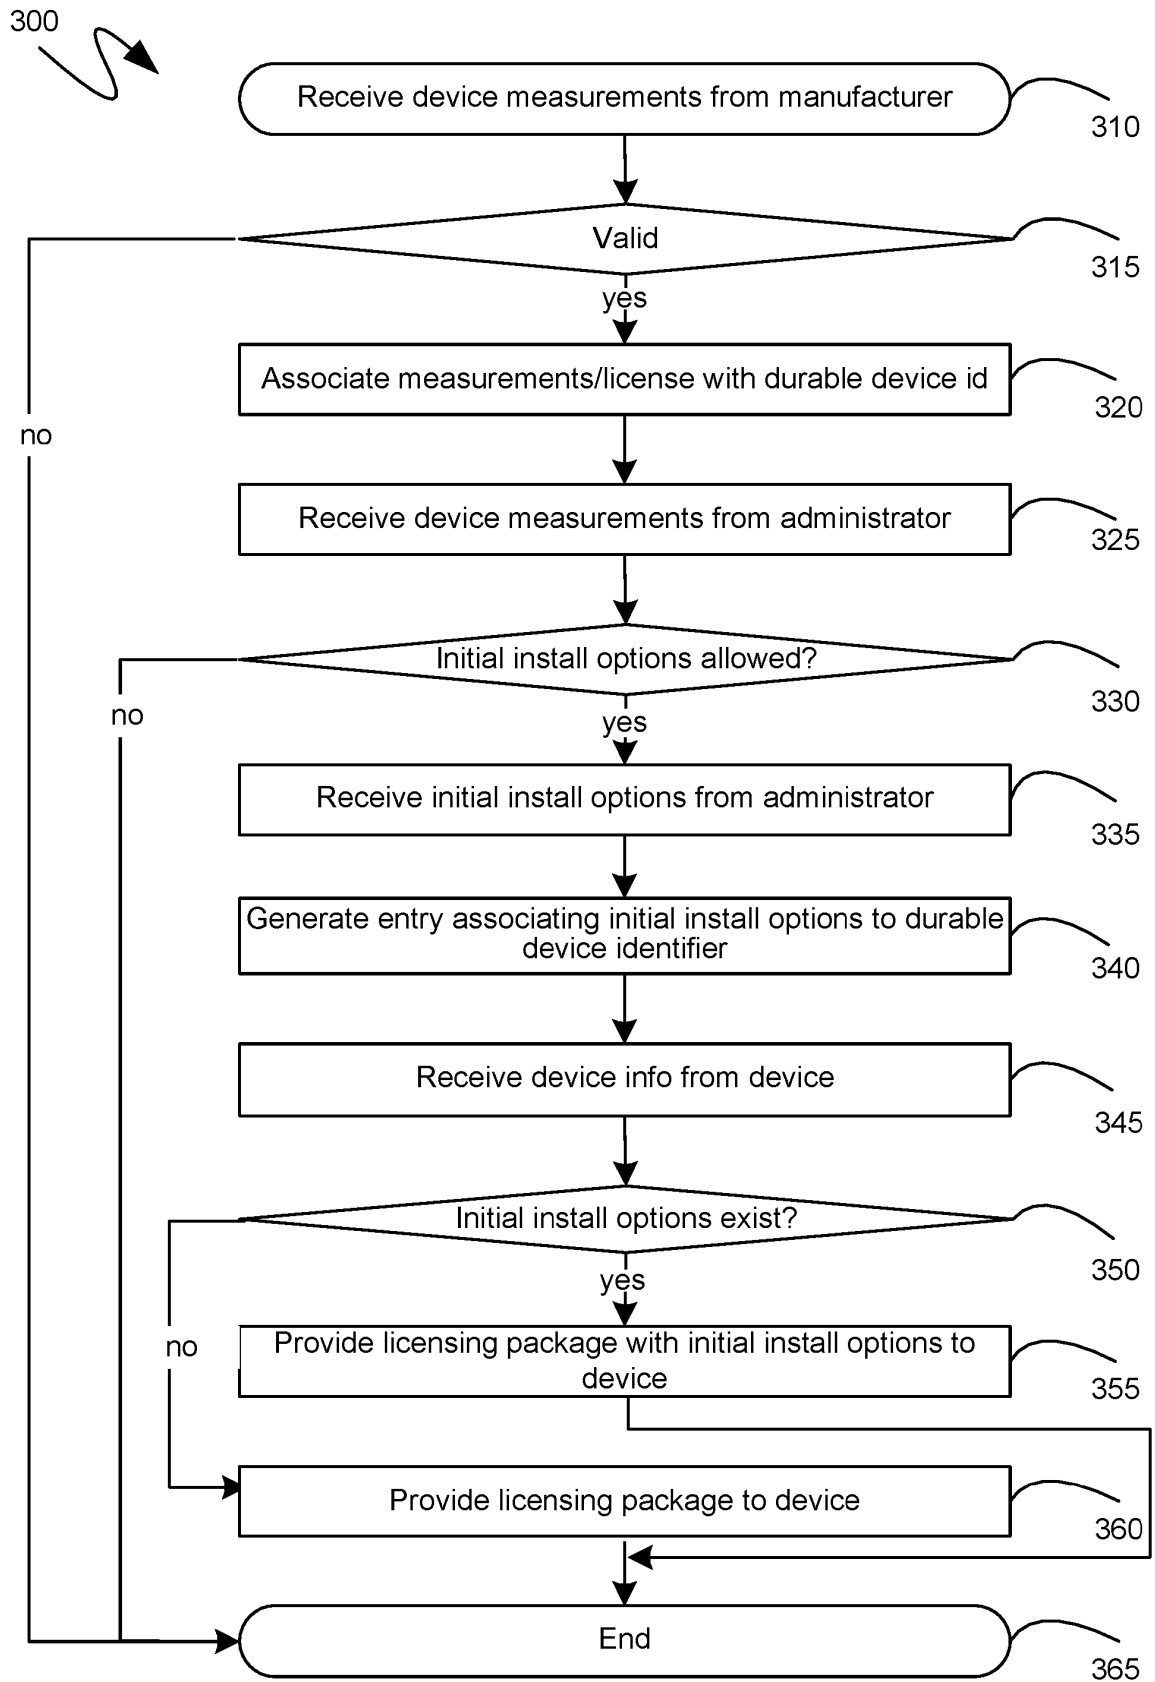 300
Receive device measurements from manufacturer
310
Valid
315
yes
Associate measurements/license with durable device id
320
no
Receive device measurements from administrator
325
Initial install options allowed?
330
no
yes
Receive initial install options from administrator
335
Generate entry associating initial install options to durable
device identifier
340
Receive device info from device
345
Initial install options exist?
350
yes
no
Provide licensing package with initial install options to
device
355
Provide licensing package to device
360
End
365